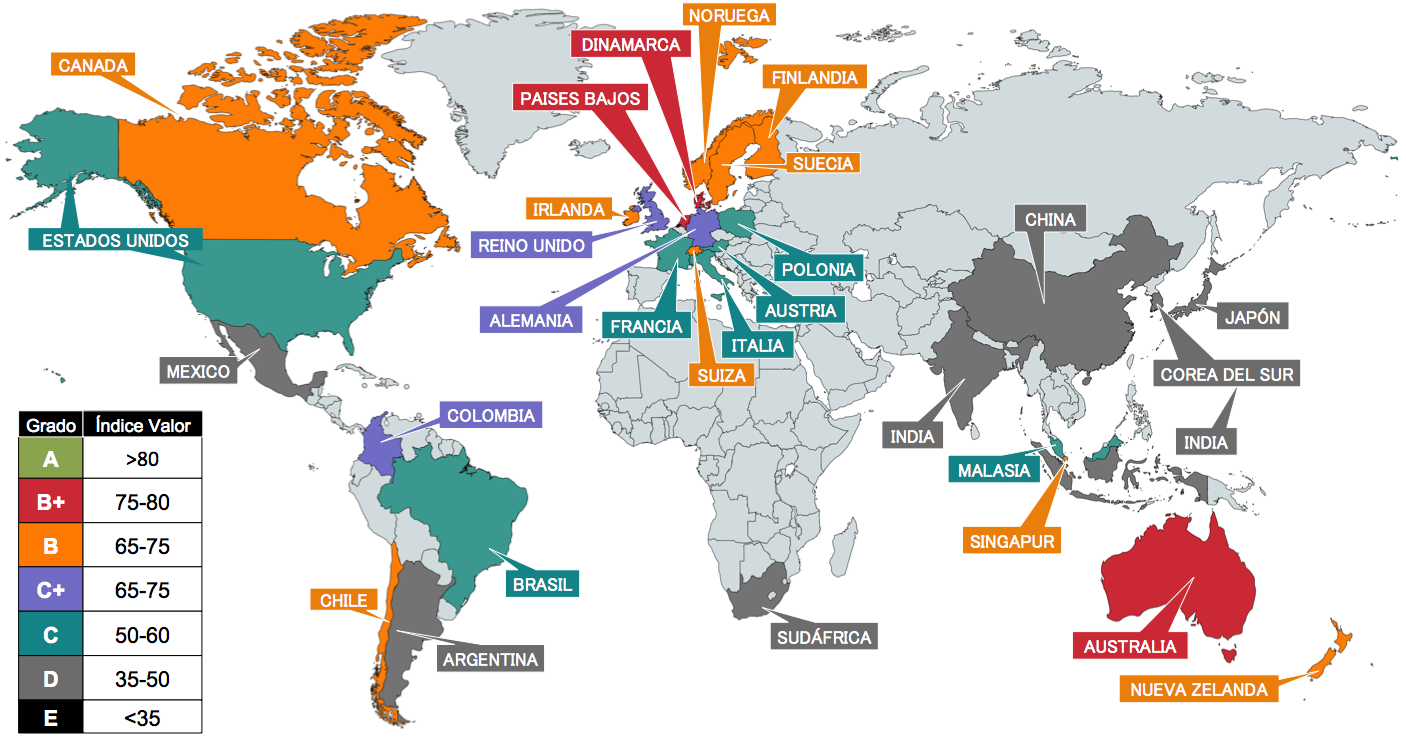 NORUEGA
DINAMARCA
CANADA
FINLANDIA
PAISES BAJOS
SUECIA
IRLANDA
CHINA
ESTADOS UNIDOS
REINO UNIDO
POLONIA
AUSTRIA
ALEMANIA
FRANCIA
JAPÓN
ITALIA
MEXICO
SUIZA
COREA DEL SUR
COLOMBIA
INDIA
INDIA
MALASIA
SINGAPUR
BRASIL
CHILE
SUDÁFRICA
AUSTRALIA
ARGENTINA
NUEVA ZELANDA
Grado Índice Valor
A >80
B+ 75-80
B 65-75
C+ 65-75
C 50-60
D 35-50
E <35